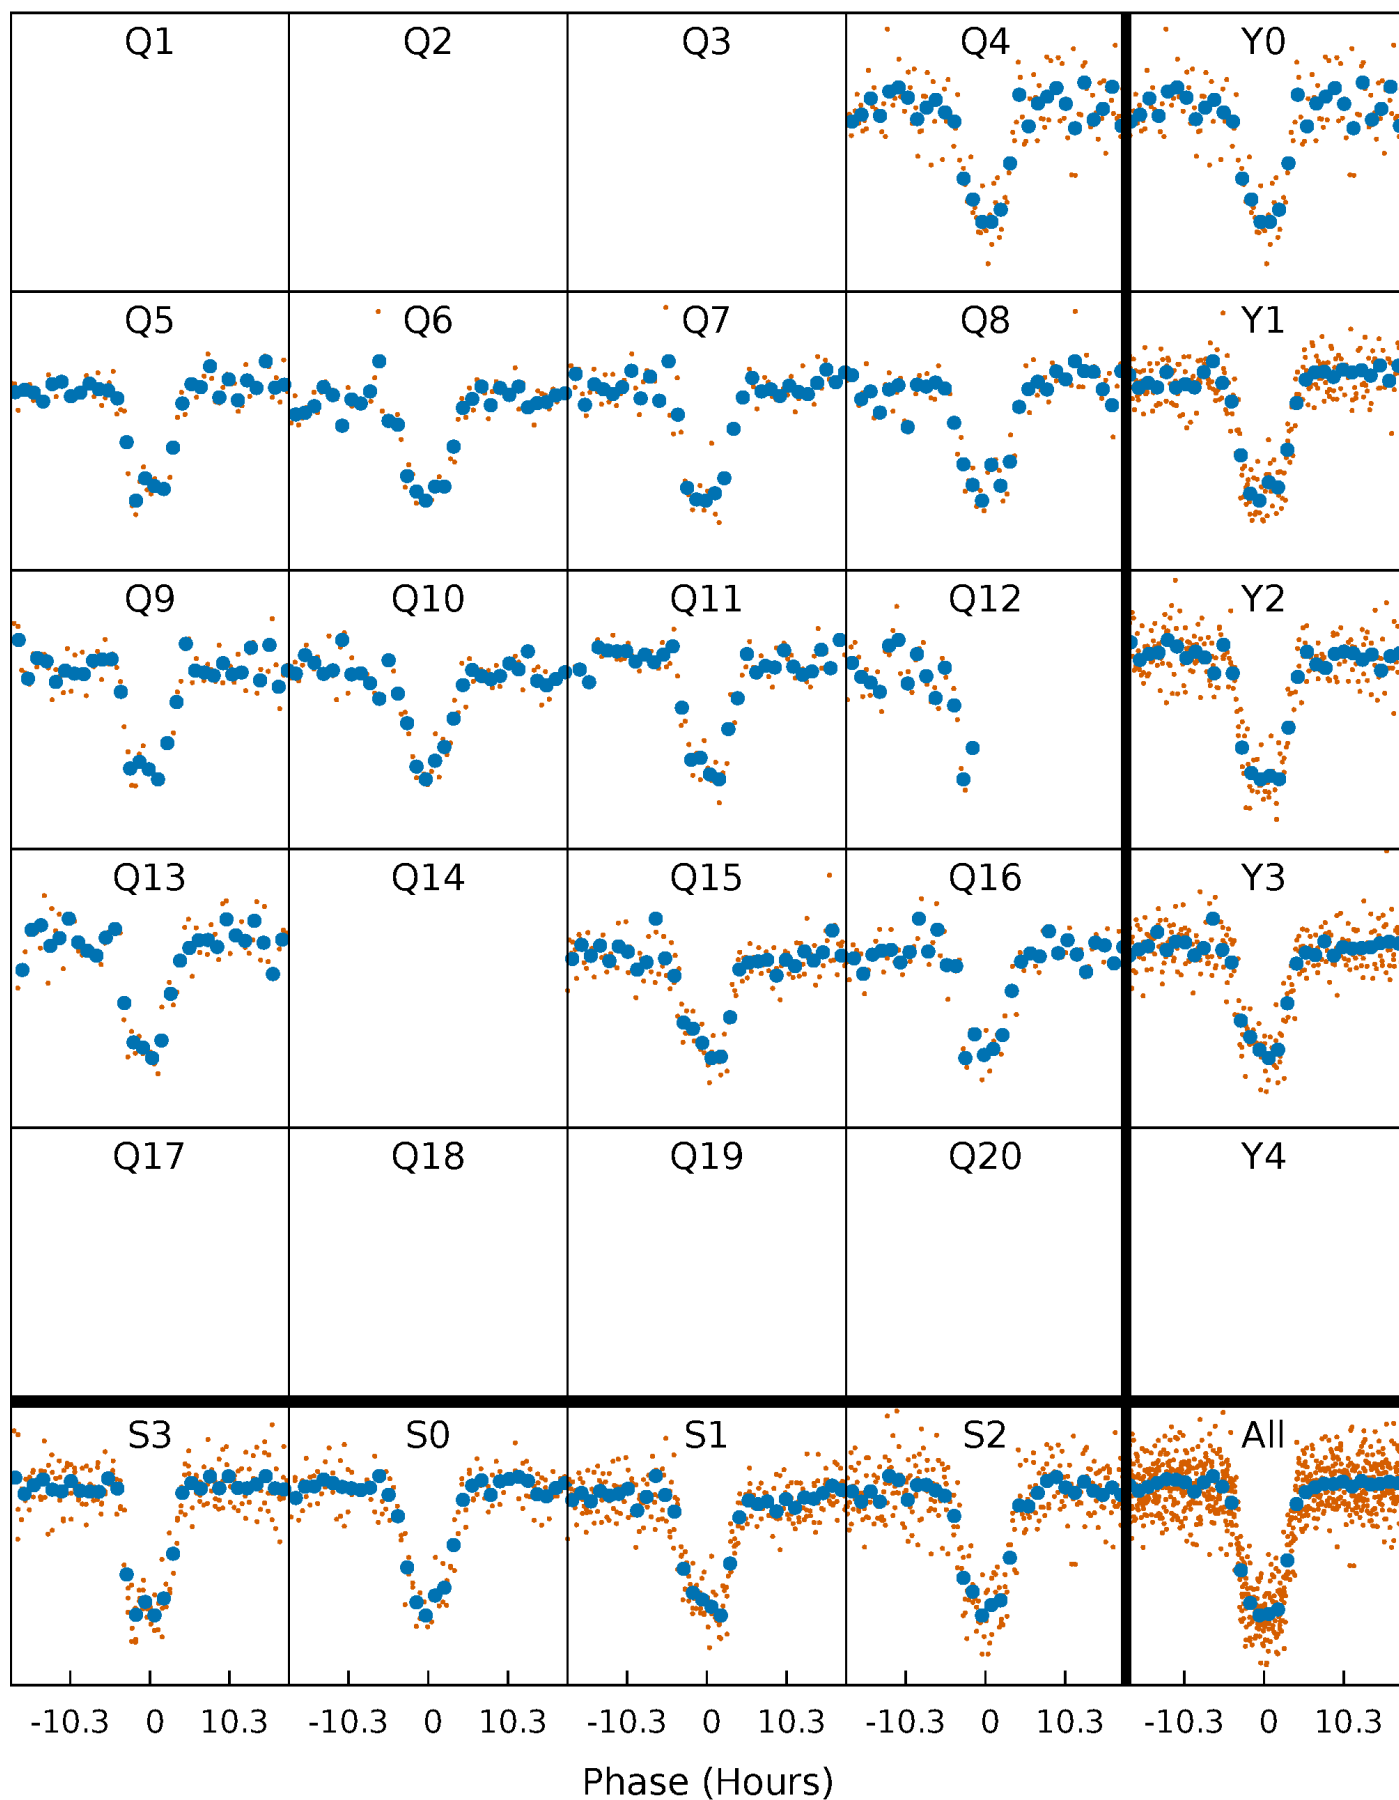 Q1 Q2 Q3 Q4 Y0
Q5 Q6 Q7 Q8 Y1
Q9 Q10 Q11 Q12 Y2
Q13 Q14 Q15 Q16 Y3
Q17 Q18 Q19 Q20 Y4
S3 S0 S1 S2 All
-10.3 0 10.3 -10.3 0 10.3 -10.3 0 10.3 -10.3 0 10.3 -10.3 0 10.3
Phase (Hours)